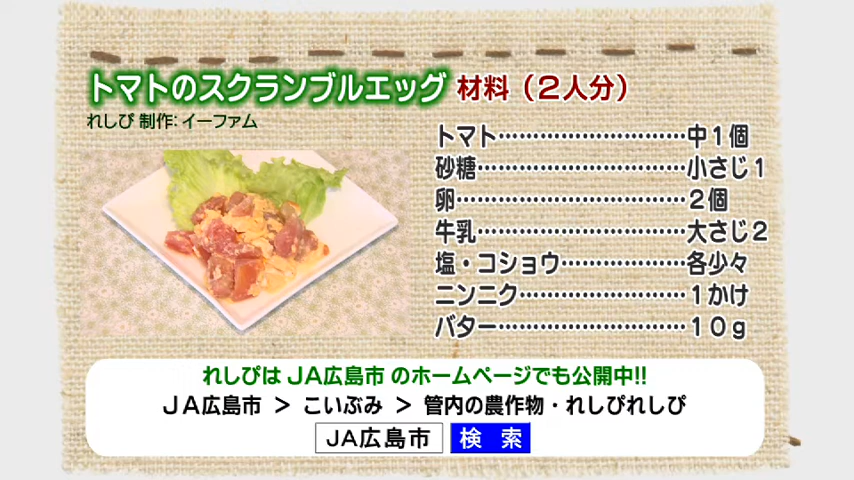 トマトのスクランブルエッグ 材料（２人分）
れしぴ 制作：イーファム
トマト……………………………中１個
砂糖………………………………小さじ１
卵…………………………………２個
牛乳………………………………大さじ２
塩・コショウ…………………各少々
ニンニク…………………………１かけ
バター……………………………１０ｇ
れしぴは ＪＡ広島市 のホームページでも公開中!!
ＪＡ広島市 ＞ こいぶみ ＞ 管内の農作物・れしぴれしぴ
ＪＡ広島市 検 索